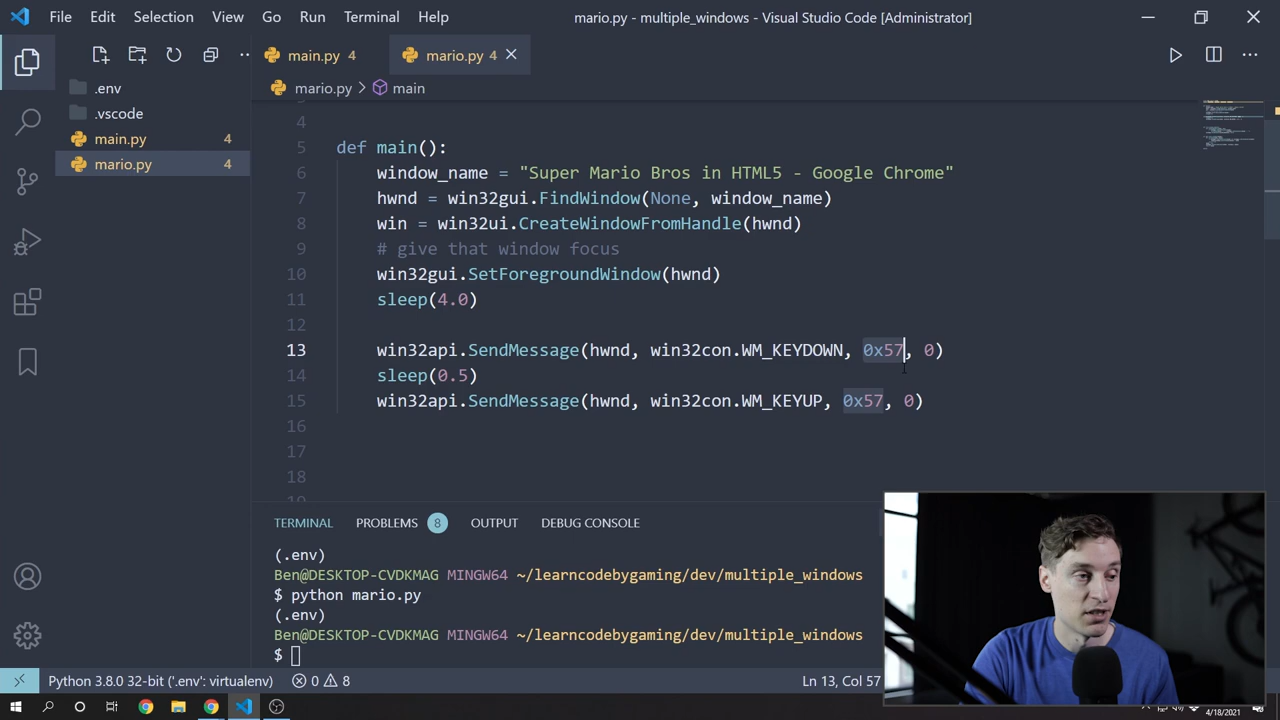 File Edit Selection View Go Run Terminal Help mario.py - multiple_windows - Visual Studio Code [Administrator]
main.py 4 mario.py 4
mario.py > main
.env
.vscode
main.py 4
mario.py 4
4
5 def main():
6 window_name = "Super Mario Bros in HTML5 - Google Chrome"
7 hwnd = win32gui.FindWindow(None, window_name)
8 win = win32ui.CreateWindowFromHandle(hwnd)
9 # give that window focus
10 win32gui.SetForegroundWindow(hwnd)
11 sleep(4.0)
12
13 win32api.SendMessage(hwnd, win32con.WM_KEYDOWN, 0x57, 0)
14 sleep(0.5)
15 win32api.SendMessage(hwnd, win32con.WM_KEYUP, 0x57, 0)
16
17
18
TERMINAL PROBLEMS 8 OUTPUT DEBUG CONSOLE
(.env)
Ben@DESKTOP-CVDKMAG MINGW64 ~/learncodebygaming/dev/multiple_windows
$ python mario.py
(.env)
Ben@DESKTOP-CVDKMAG MINGW64 ~/learncodebygaming/dev/multiple_windows
$
Python 3.8.0 32-bit ('.env': virtualenv) 0 8 Ln 13, Col 57
4/18/2021